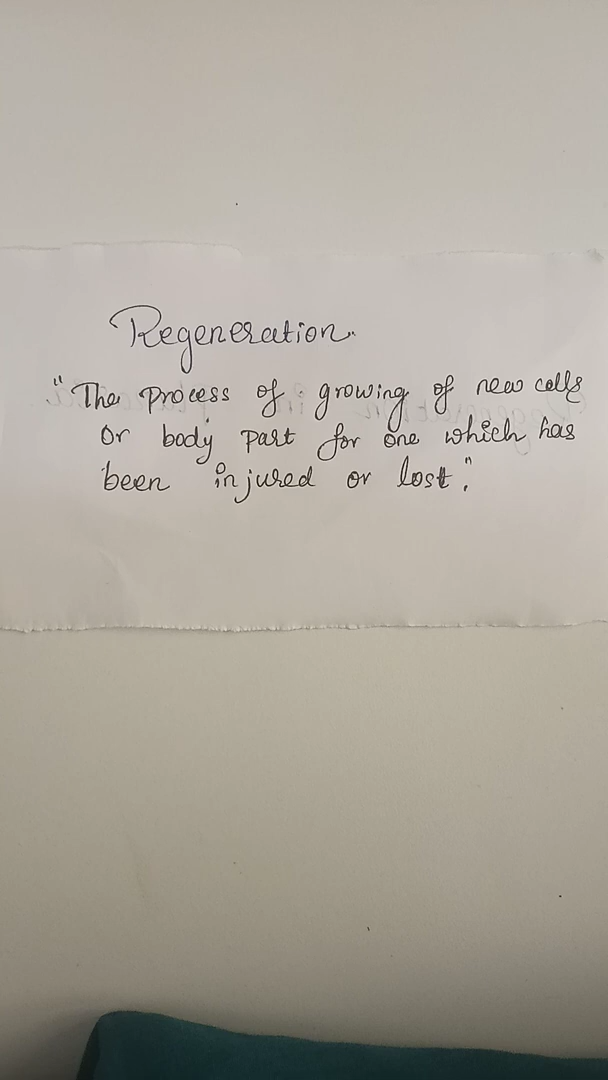 Regeneration.
"The process of growing of new cells
or body part for one which has
been injured or lost."